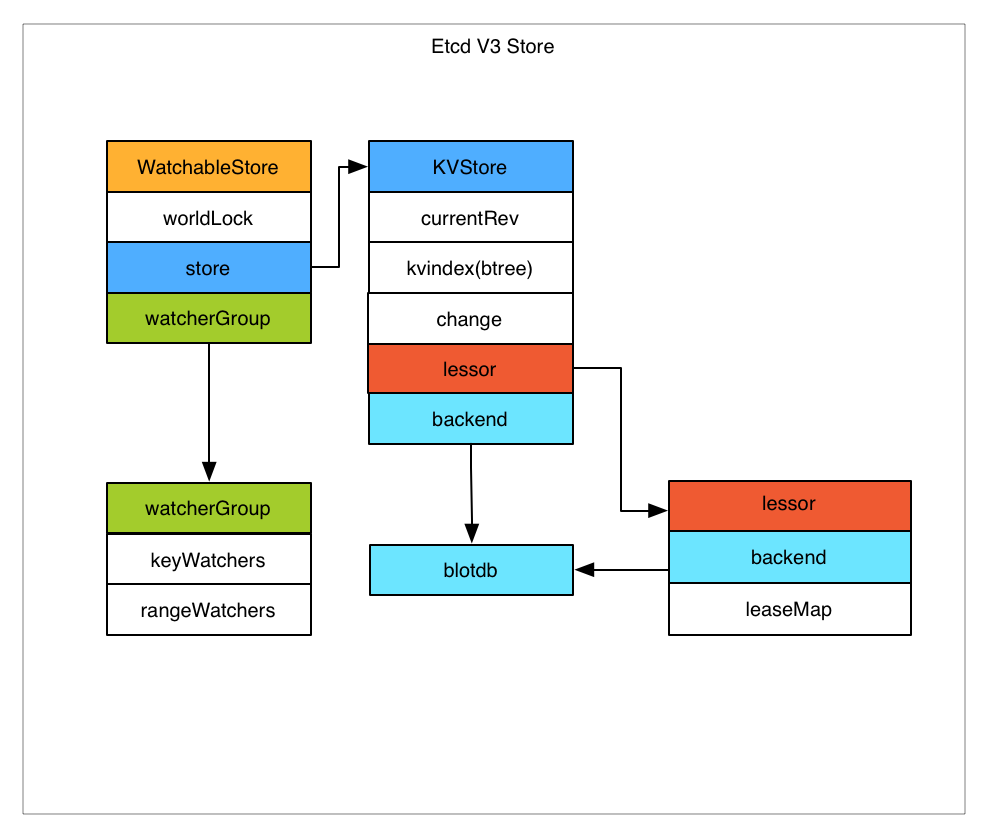 Etcd V3 Store
WatchableStore
worldLock
store
watcherGroup
KVStore
currentRev
kvindex(btree)
change
lessor
backend
watcherGroup
keyWatchers
rangeWatchers
blotdb
lessor
backend
leaseMap